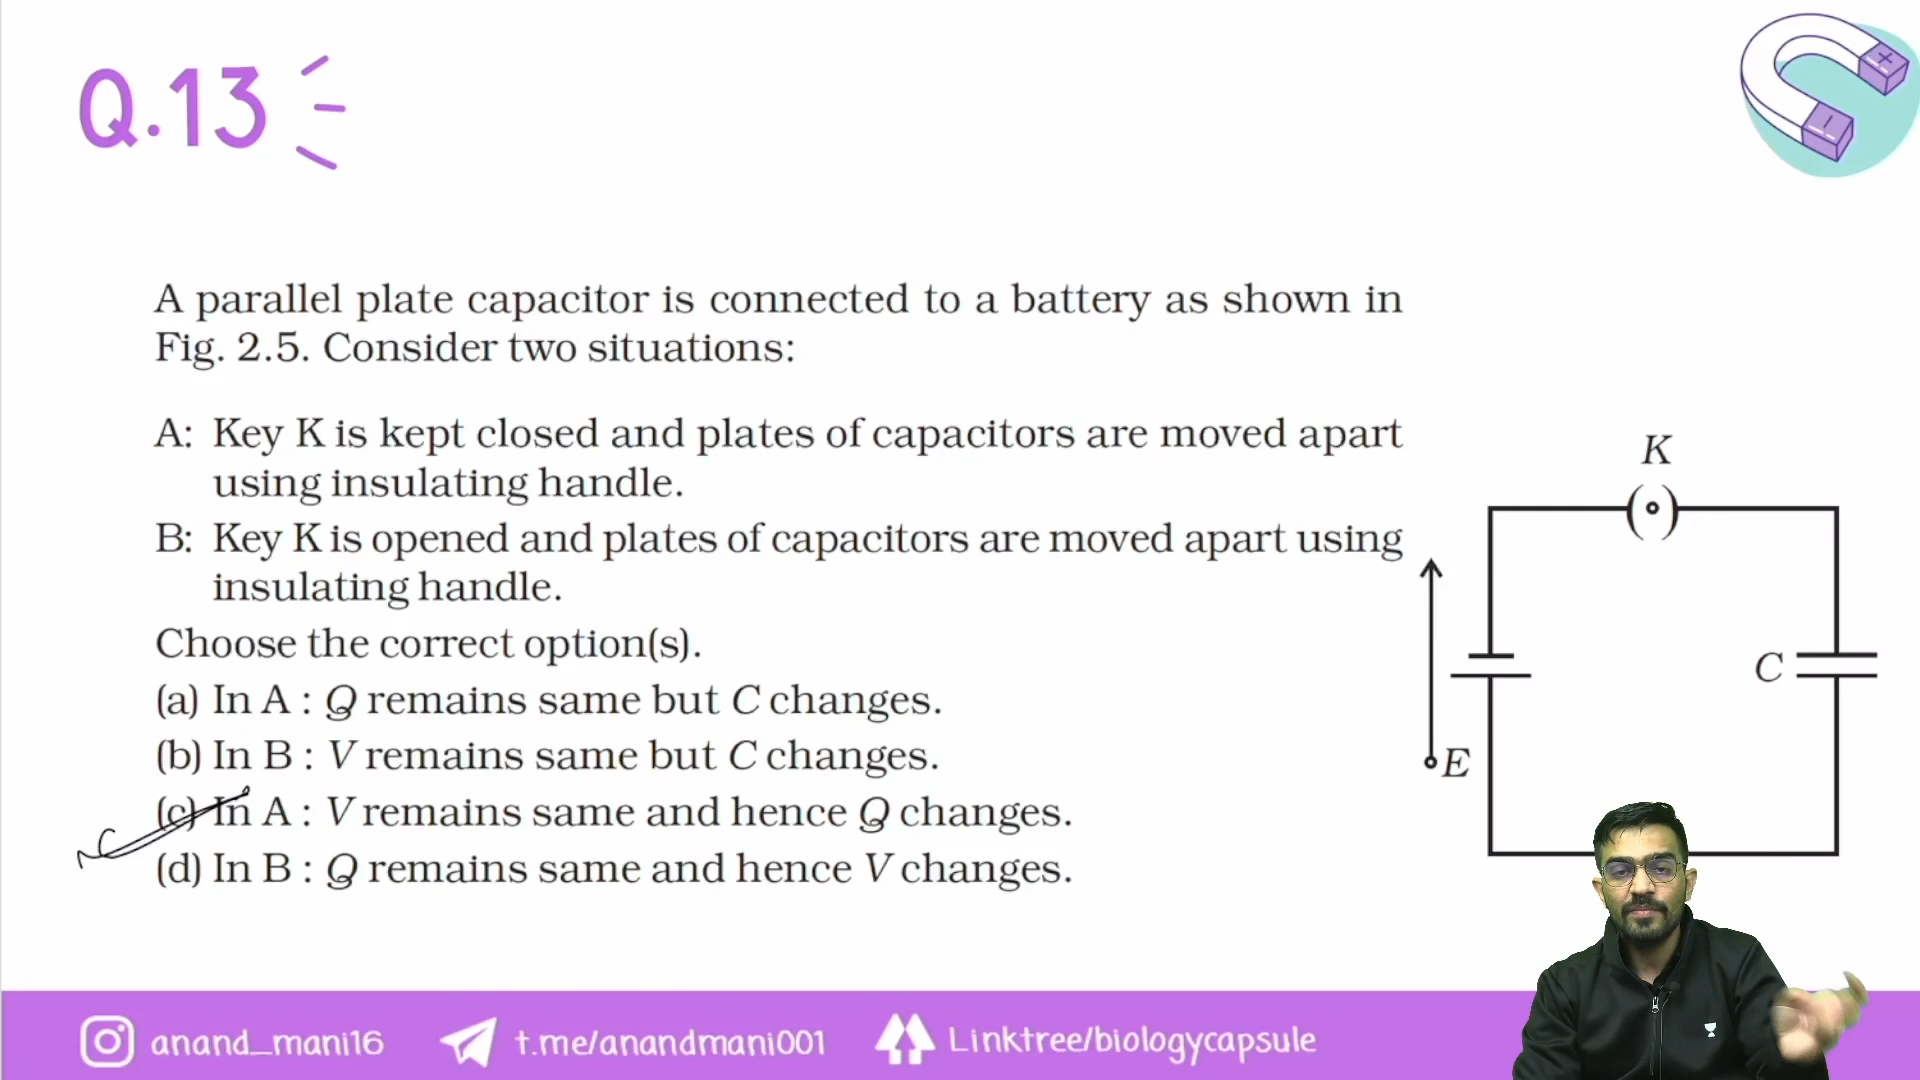 Q.13
A parallel plate capacitor is connected to a battery as shown in
Fig. 2.5. Consider two situations:
A: Key K is kept closed and plates of capacitors are moved apart
using insulating handle.
B: Key K is opened and plates of capacitors are moved apart using
insulating handle.
Choose the correct option(s).
(a) In A : Q remains same but C changes.
(b) In B : V remains same but C changes.
(c) In A : V remains same and hence Q changes.
(d) In B : Q remains same and hence V changes.
K
C
E
anand_mani16
t.me/anandmani001
Linktree/biologycapsule